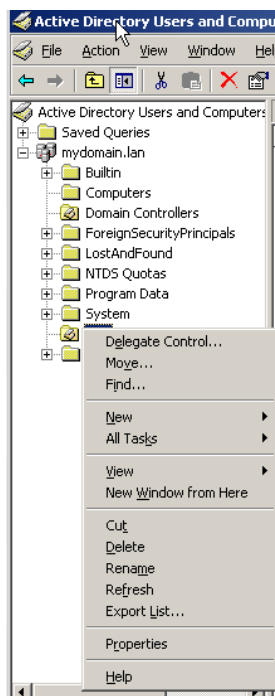 Active Directory Users and Compu
File Action View Window Hel
Active Directory Users and Computers
Saved Queries
mydomain.lan
Builtin
Computers
Domain Controllers
ForeignSecurityPrincipals
LostAndFound
NTDS Quotas
Program Data
System
Delegate Control...
Move...
Find...
New
All Tasks
View
New Window from Here
Cut
Delete
Rename
Refresh
Export List...
Properties
Help